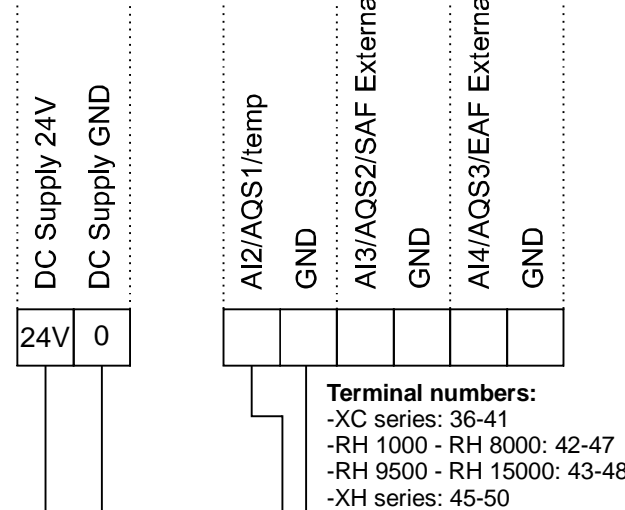 DC Supply 24V
DC Supply GND
AI2/AQS1/temp
GND
AI3/AQS2/SAF
GND
AI4/AQS3/EAF
GND
24V 0
Terminal numbers:
-XC series: 36-41
-RH 1000 - RH 8000: 42-47
-RH 9500 - RH 15000: 43-48
-XH series: 45-50